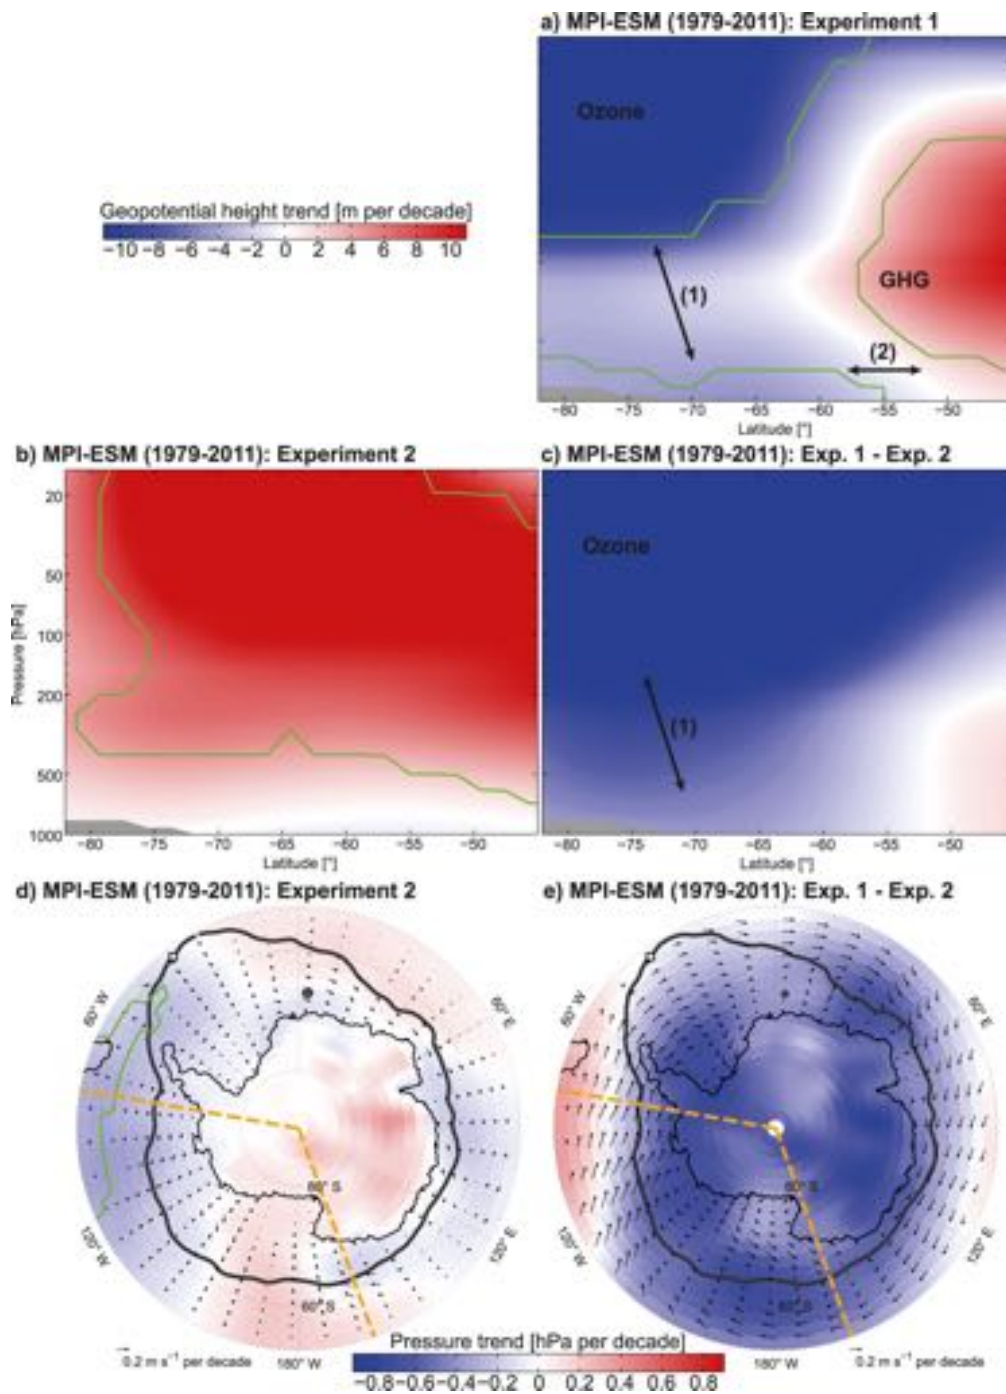 a) MPI-ESM (1979-2011): Experiment 1
Ozone
Geopotential height trend [m per decade]
−10 −8 −6 −4 −2 0 2 4 6 8 10
(1)
GHG
(2)
−80 −75 −70 −65 −60 −55 −50
Latitude [°]
b) MPI-ESM (1979-2011): Experiment 2
c) MPI-ESM (1979-2011): Exp. 1 - Exp. 2
20
50
100
200
500
1000
Pressure [hPa]
Ozone
(1)
−80 −75 −70 −65 −60 −55 −50
Latitude [°]
−80 −75 −70 −65 −60 −55 −50
Latitude [°]
d) MPI-ESM (1979-2011): Experiment 2
e) MPI-ESM (1979-2011): Exp. 1 - Exp. 2
60° W
60° E
60° W
60° E
80° S
80° S
120° W
120° E
120° W
120° E
60° S
60° S
Pressure trend [hPa per decade]
0.2 m s⁻¹ per decade
180° W
180° W
0.2 m s⁻¹ per decade
−0.8−0.6−0.4−0.2 0 0.2 0.4 0.6 0.8